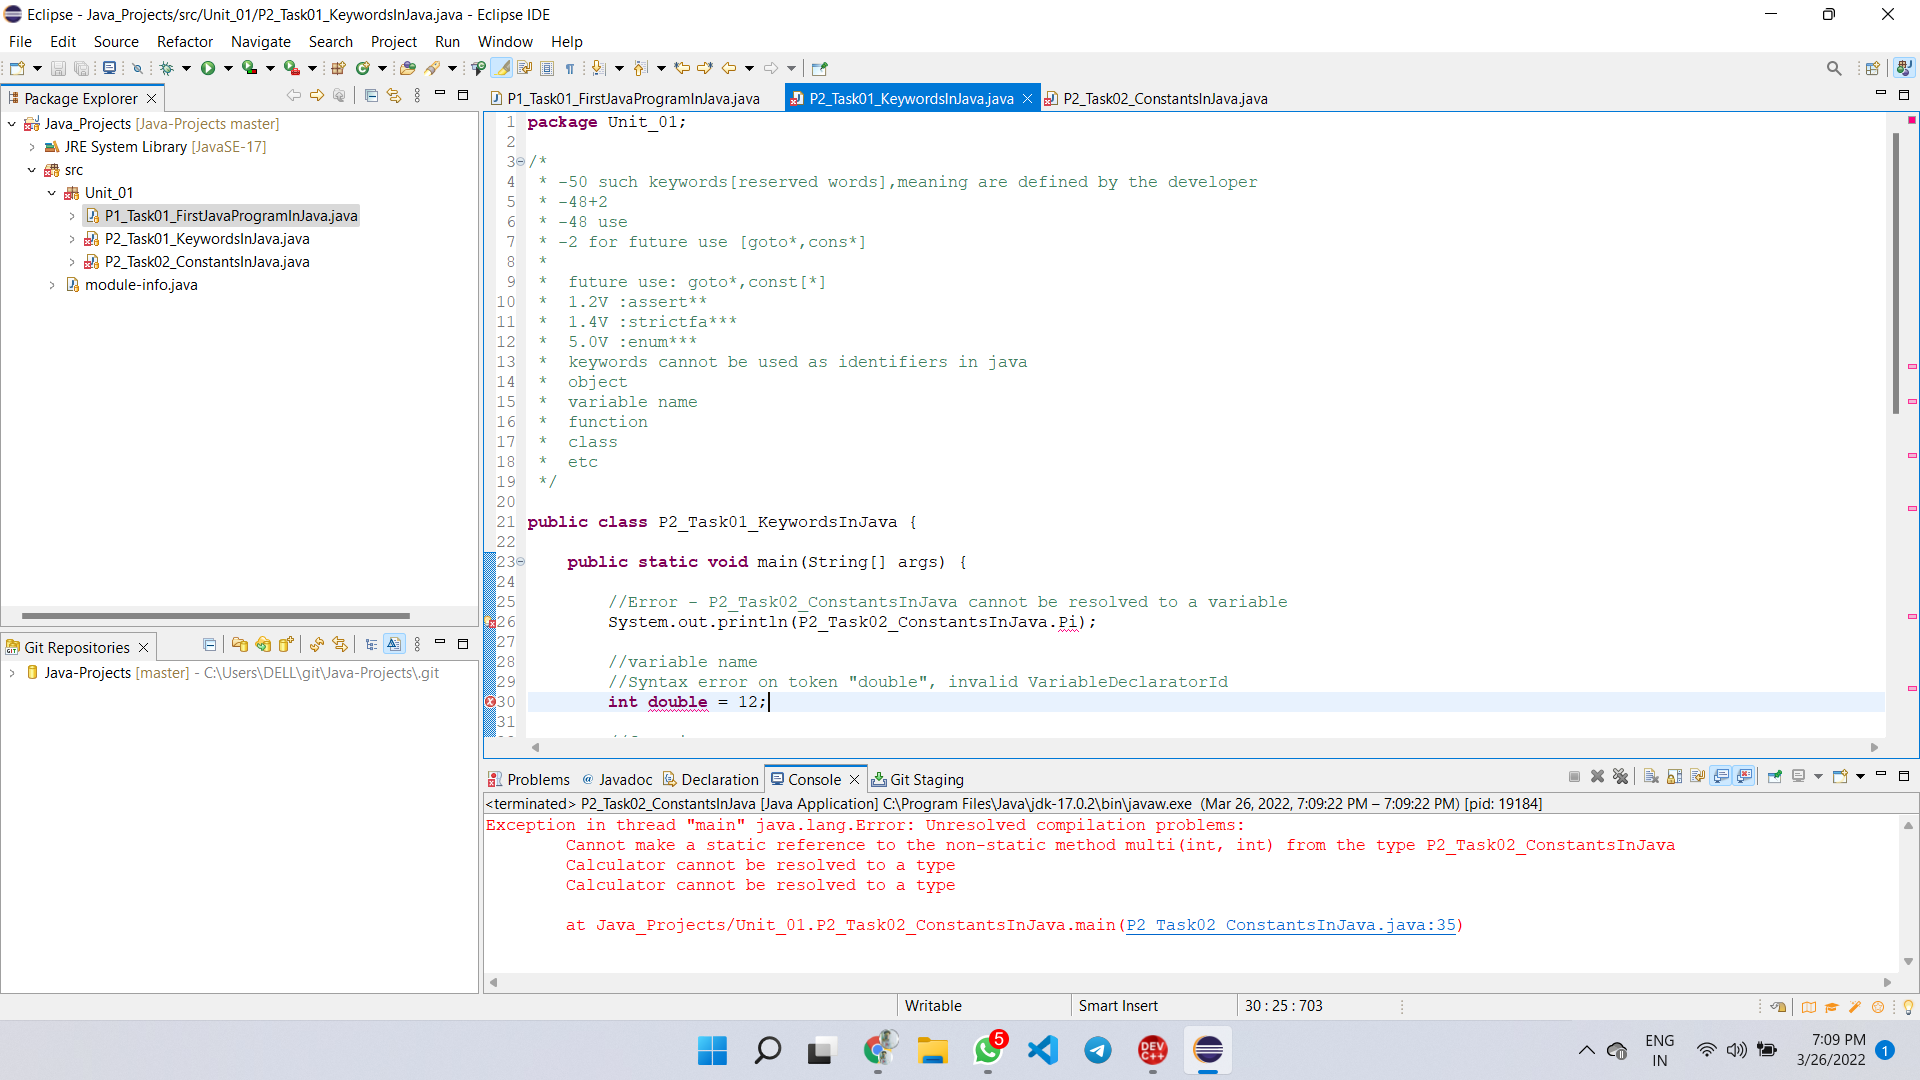 Eclipse - Java_Projects/src/Unit_01/P2_Task01_KeywordsInJava.java - Eclipse IDE
File Edit Source Refactor Navigate Search Project Run Window Help
Package Explorer
Java_Projects [Java-Projects master]
JRE System Library [JavaSE-17]
src
Unit_01
P1_Task01_FirstJavaProgramInJava.java
P2_Task01_KeywordsInJava.java
P2_Task02_ConstantsInJava.java
module-info.java
Git Repositories
Java-Projects [master] - C:\Users\DELL\git\Java-Projects\.git
P1_Task01_FirstJavaProgramInJava.java P2_Task01_KeywordsInJava.java P2_Task02_ConstantsInJava.java
1 package Unit_01;
2
3 /*
4 * -50 such keywords[reserved words],meaning are defined by the developer
5 * -48+2
6 * -48 use
7 * -2 for future use [goto*,cons*]
8 *
9 * future use: goto*,const[*]
10 * 1.2V :assert**
11 * 1.4V :strictfa***
12 * 5.0V :enum***
13 * keywords cannot be used as identifiers in java
14 * object
15 * variable name
16 * function
17 * class
18 * etc
19 */
20
21 public class P2_Task01_KeywordsInJava {
22
23 public static void main(String[] args) {
24
25 //Error - P2_Task02_ConstantsInJava cannot be resolved to a variable
26 System.out.println(P2_Task02_ConstantsInJava.Pi);
27
28 //variable name
29 //Syntax error on token "double", invalid VariableDeclaratorId
30 int double = 12;
31
Problems Javadoc Declaration Console Git Staging
<terminated> P2_Task02_ConstantsInJava [Java Application] C:\Program Files\Java\jdk-17.0.2\bin\javaw.exe (Mar 26, 2022, 7:09:22 PM – 7:09:22 PM) [pid: 19184]
Exception in thread "main" java.lang.Error: Unresolved compilation problems:
Cannot make a static reference to the non-static method multi(int, int) from the type P2_Task02_ConstantsInJava
Calculator cannot be resolved to a type
Calculator cannot be resolved to a type
at Java_Projects/Unit_01.P2_Task02_ConstantsInJava.main(P2_Task02_ConstantsInJava.java:35)
Writable Smart Insert 30 : 25 : 703
5
DEV C++
ENG
IN
7:09 PM
3/26/2022
1